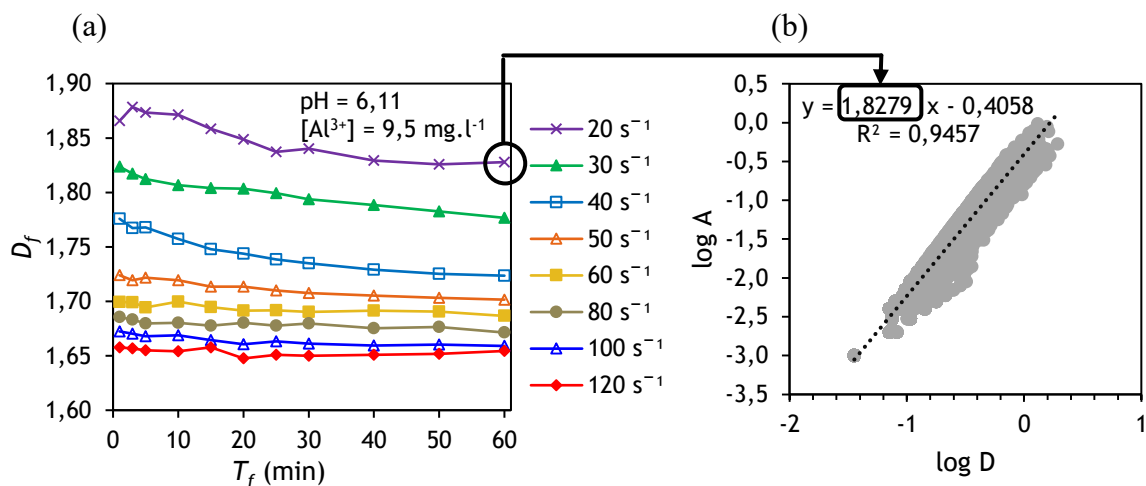 (a)
1,90
1,85
1,80
1,75
1,70
1,65
1,60
D_f
0 10 20 30 40 50 60
T_f (min)
pH = 6,11
[Al³⁺] = 9,5 mg.l⁻¹
20 s⁻¹
30 s⁻¹
40 s⁻¹
50 s⁻¹
60 s⁻¹
80 s⁻¹
100 s⁻¹
120 s⁻¹
(b)
y = 1,8279 x - 0,4058
R² = 0,9457
0,5
0,0
-0,5
-1,0
-1,5
-2,0
-2,5
-3,0
-3,5
log A
-2 -1 0 1
log D